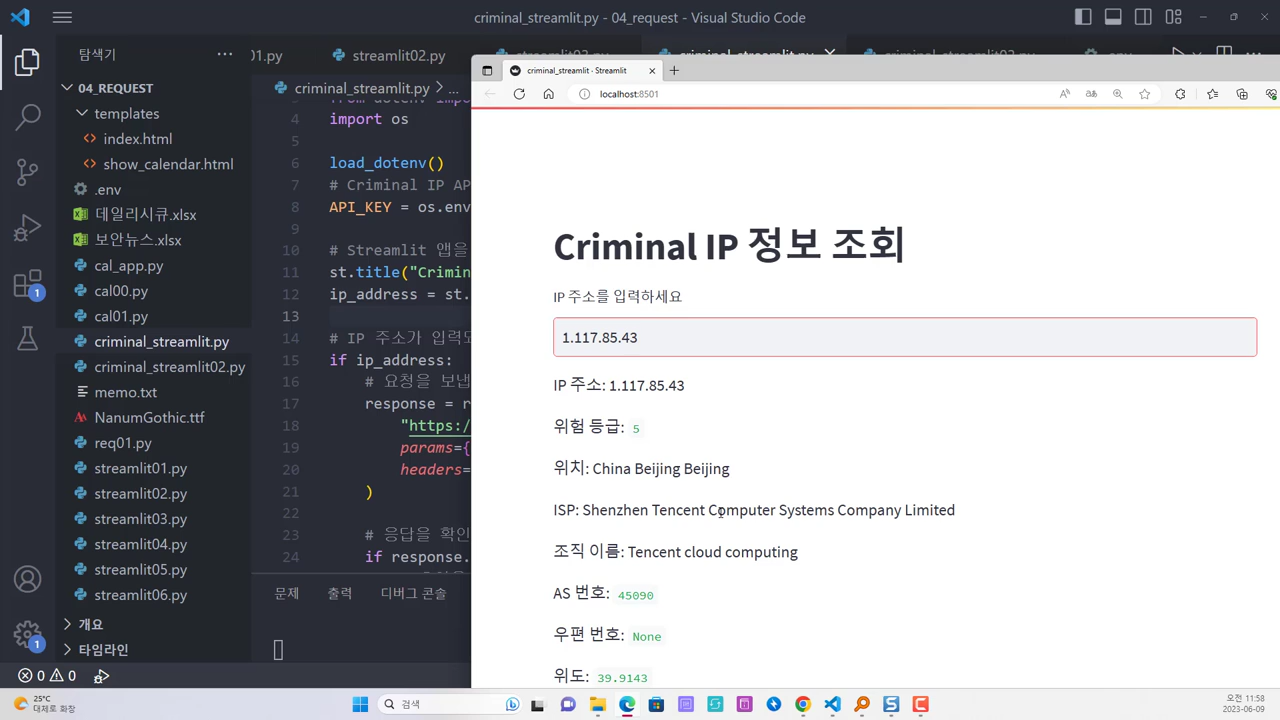 criminal_streamlit.py - 04_request - Visual Studio Code
탐색기
01.py
streamlit02.py
criminal_streamlit.py
04_REQUEST
templates
index.html
show_calendar.html
.env
데일리시큐.xlsx
보안뉴스.xlsx
cal_app.py
cal00.py
cal01.py
criminal_streamlit.py
criminal_streamlit02.py
memo.txt
NanumGothic.ttf
req01.py
streamlit01.py
streamlit02.py
streamlit03.py
streamlit04.py
streamlit05.py
streamlit06.py
개요
타임라인
criminal_streamlit.py > ...
4 import os
5
6 load_dotenv()
7 # Criminal IP AP
8 API_KEY = os.env
9
10 # Streamlit 앱을
11 st.title("Crimin
12 ip_address = st.
13
14 # IP 주소가 입력되
15 if ip_address:
16 # 요청을 보냅
17 response = r
18 "https:/
19 params={
20 headers=
21 )
22
23 # 응답을 확인
24 if response.
문제 출력 디버그 콘솔
0 0
1
1
criminal_streamlit · Streamlit
localhost:8501
Criminal IP 정보 조회
IP 주소를 입력하세요
1.117.85.43
IP 주소: 1.117.85.43
위험 등급: 5
위치: China Beijing Beijing
ISP: Shenzhen Tencent Computer Systems Company Limited
조직 이름: Tencent cloud computing
AS 번호: 45090
우편 번호: None
위도: 39.9143
25°C
대체로 화창
검색
오전 11:58
2023-06-09